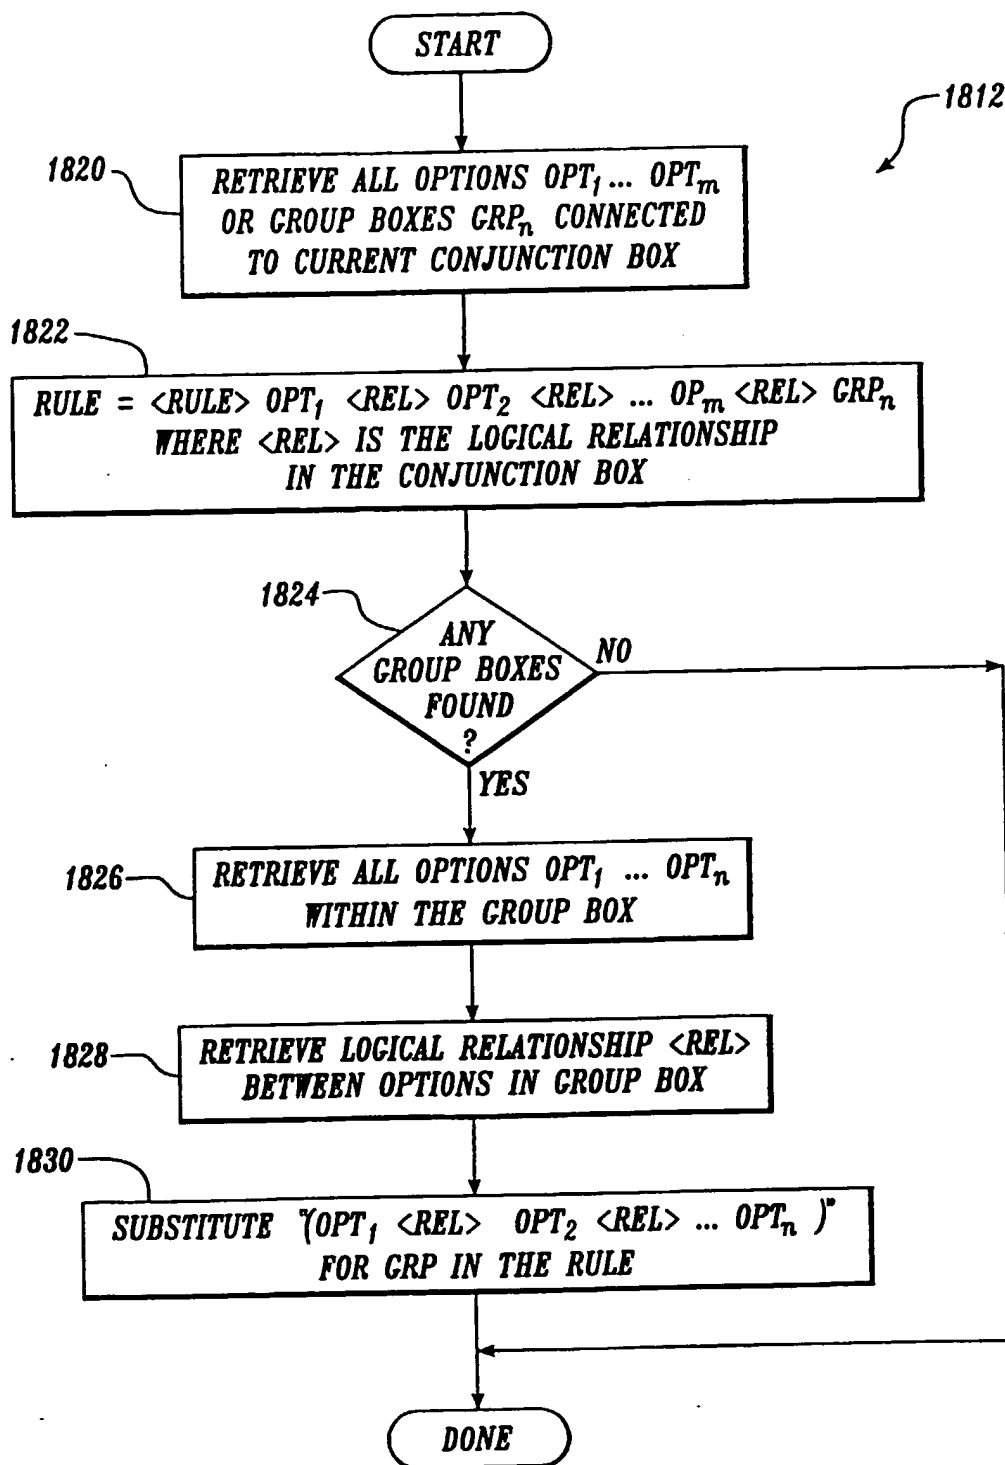 START
1812
1820
RETRIEVE ALL OPTIONS OPT₁... OPTₘ
OR GROUP BOXES GRPₙ CONNECTED
TO CURRENT CONJUNCTION BOX
1822
RULE = <RULE> OPT₁ <REL> OPT₂ <REL> ... OPₘ <REL> GRPₙ
WHERE <REL> IS THE LOGICAL RELATIONSHIP
IN THE CONJUNCTION BOX
1824
ANY
GROUP BOXES
FOUND
?
NO
YES
1826
RETRIEVE ALL OPTIONS OPT₁ ... OPTₙ
WITHIN THE GROUP BOX
1828
RETRIEVE LOGICAL RELATIONSHIP <REL>
BETWEEN OPTIONS IN GROUP BOX
1830
SUBSTITUTE "(OPT₁ <REL> OPT₂ <REL> ... OPTₙ )"
FOR GRP IN THE RULE
DONE